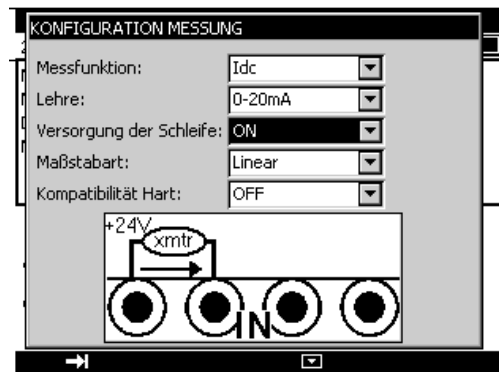 KONFIGURATION MESSUNG
Messfunktion: Idc
Lehre: 0-20mA
Versorgung der Schleife: ON
Maßstabart: Linear
Kompatibilität Hart: OFF
+24V
xmtr
IN